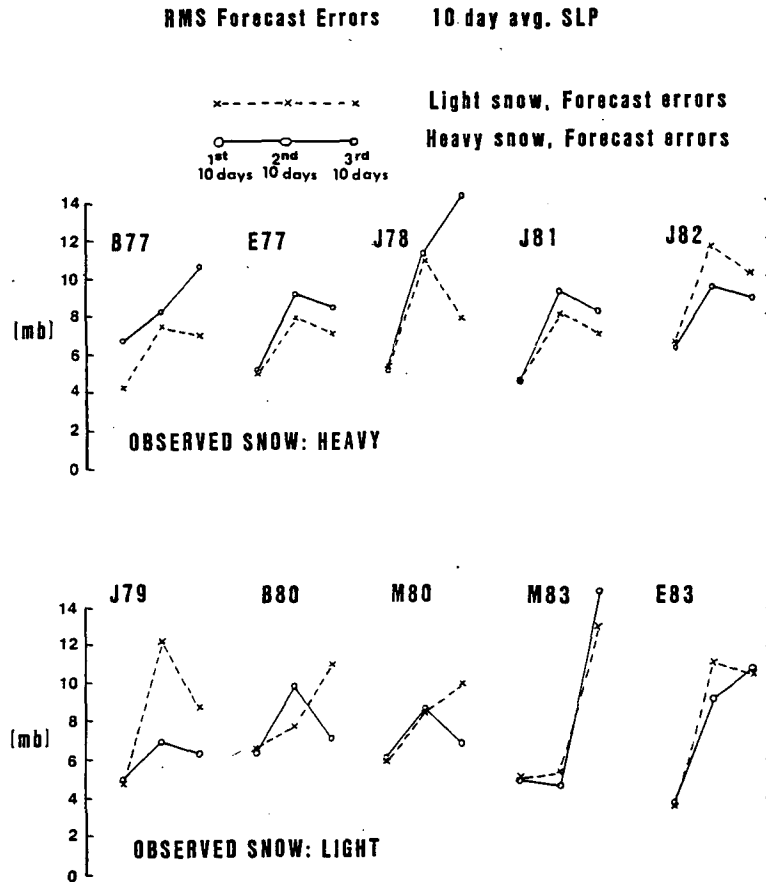 RMS Forecast Errors 10 day avg. SLP
Light snow, Forecast errors
Heavy snow, Forecast errors
1st 2nd 3rd
10 days 10 days 10 days
14
12
10
8
6
4
2
0
[mb]
B77 E77 J78 J81 J82
OBSERVED SNOW: HEAVY
14
12
10
8
6
4
2
0
[mb]
J79 B80 M80 M83 E83
OBSERVED SNOW: LIGHT